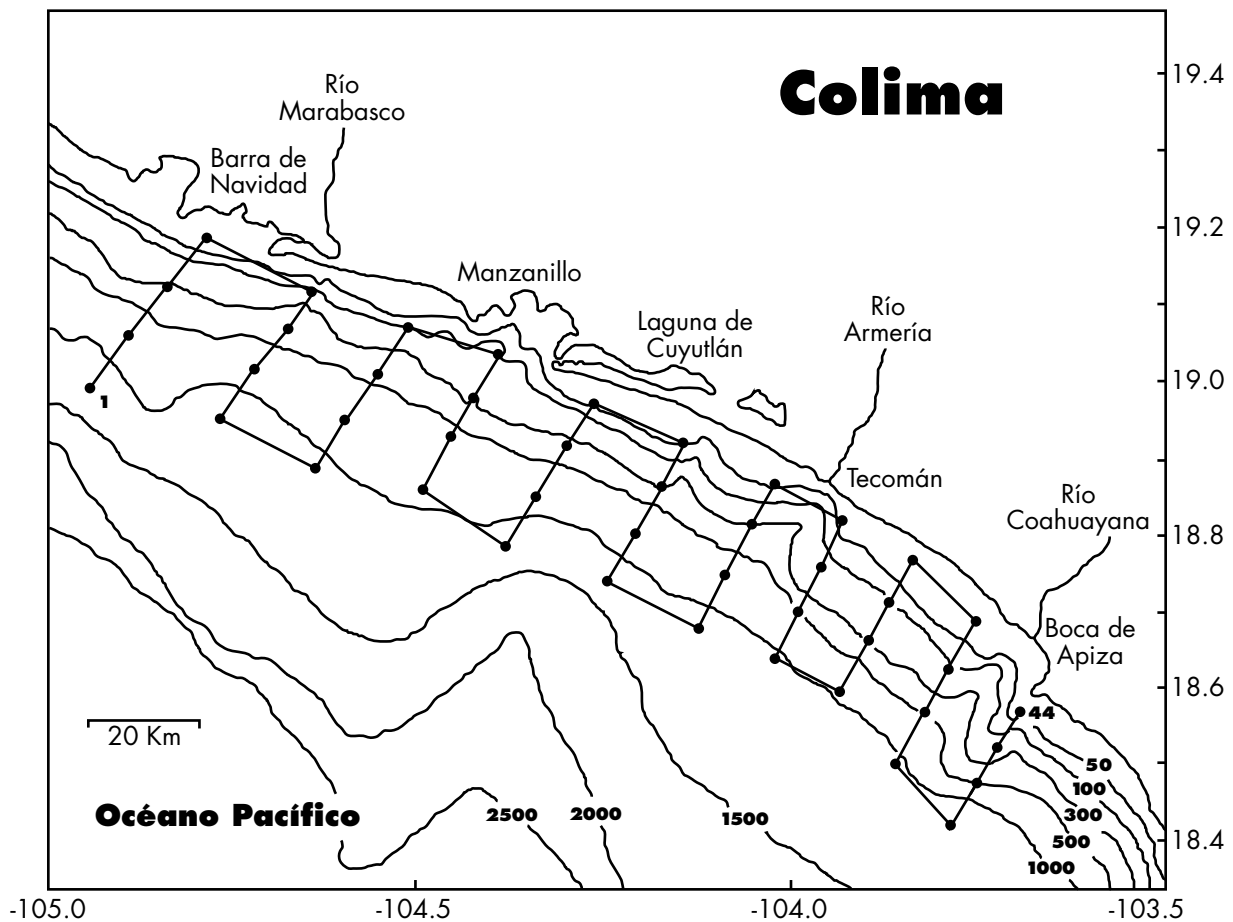 Colima
19.4
Río
Marabasco
Barra de
Navidad
19.2
Manzanillo
Laguna de
Cuyutlán
Río
Armería
19.0
1
Tecomán
Río
Coahuayana
18.8
Boca de
Apiza
18.6
44
20 Km
50
100
Océano Pacífico
2500
2000
1500
300
500
1000
18.4
-105.0
-104.5
-104.0
-103.5